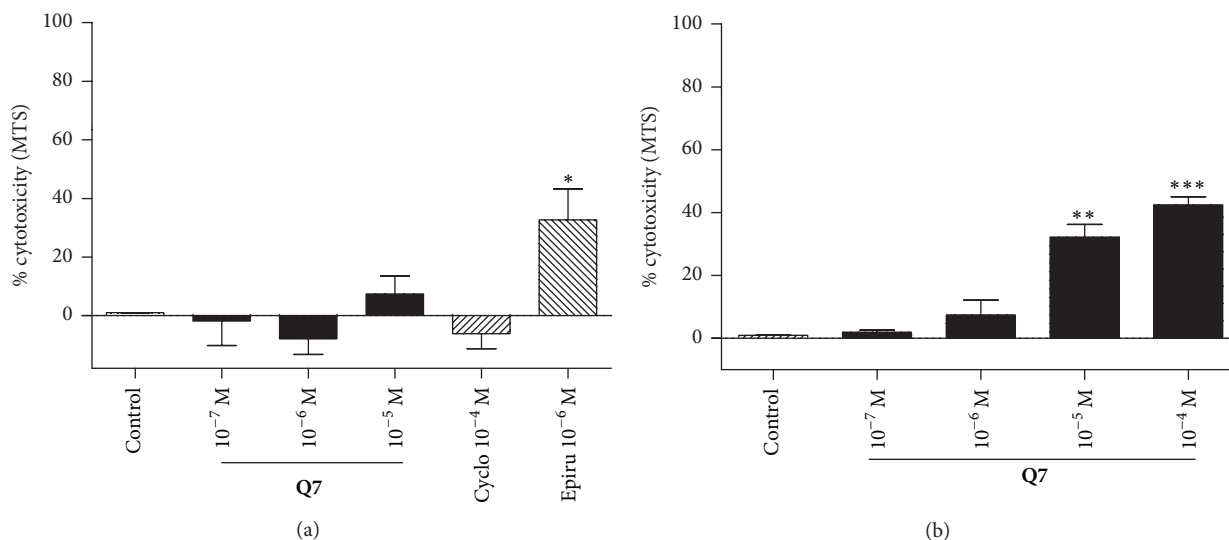 % cytotoxicity (MTS)
100
80
60
40
20
0
*
Control
10⁻⁷ M
10⁻⁶ M
10⁻⁵ M
Cyclo 10⁻⁴ M
Epiru 10⁻⁶ M
Q7
(a)
% cytotoxicity (MTS)
100
80
60
40
20
0
**
***
Control
10⁻⁷ M
10⁻⁶ M
10⁻⁵ M
10⁻⁴ M
Q7
(b)